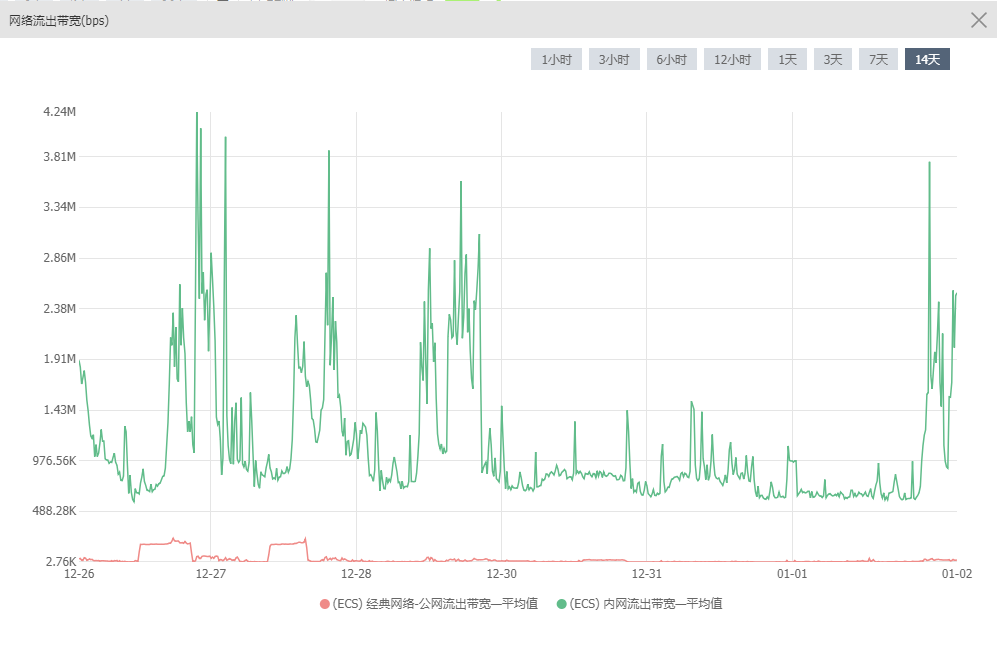 网络流出带宽(bps)
1小时 3小时 6小时 12小时 1天 3天 7天 14天
4.24M
3.81M
3.34M
2.86M
2.38M
1.91M
1.43M
976.56K
488.28K
2.76K
12-26 12-27 12-28 12-30 12-31 01-01 01-02
(ECS) 经典网络-公网流出带宽—平均值 (ECS) 内网流出带宽—平均值